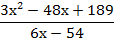 3x² − 48x + 189
6x − 54